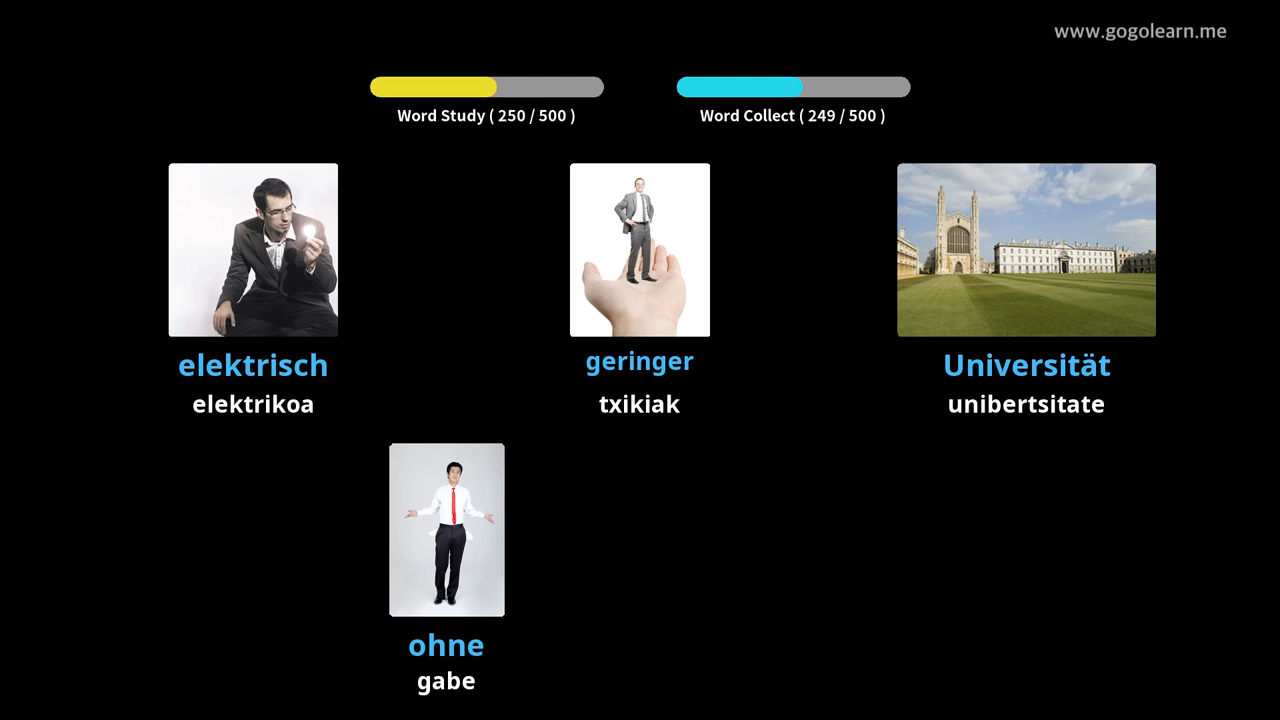 www.gogolearn.me
Word Study ( 250 / 500 )
Word Collect ( 249 / 500 )
elektrisch
elektrikoa
geringer
txikiak
Universität
unibertsitate
ohne
gabe